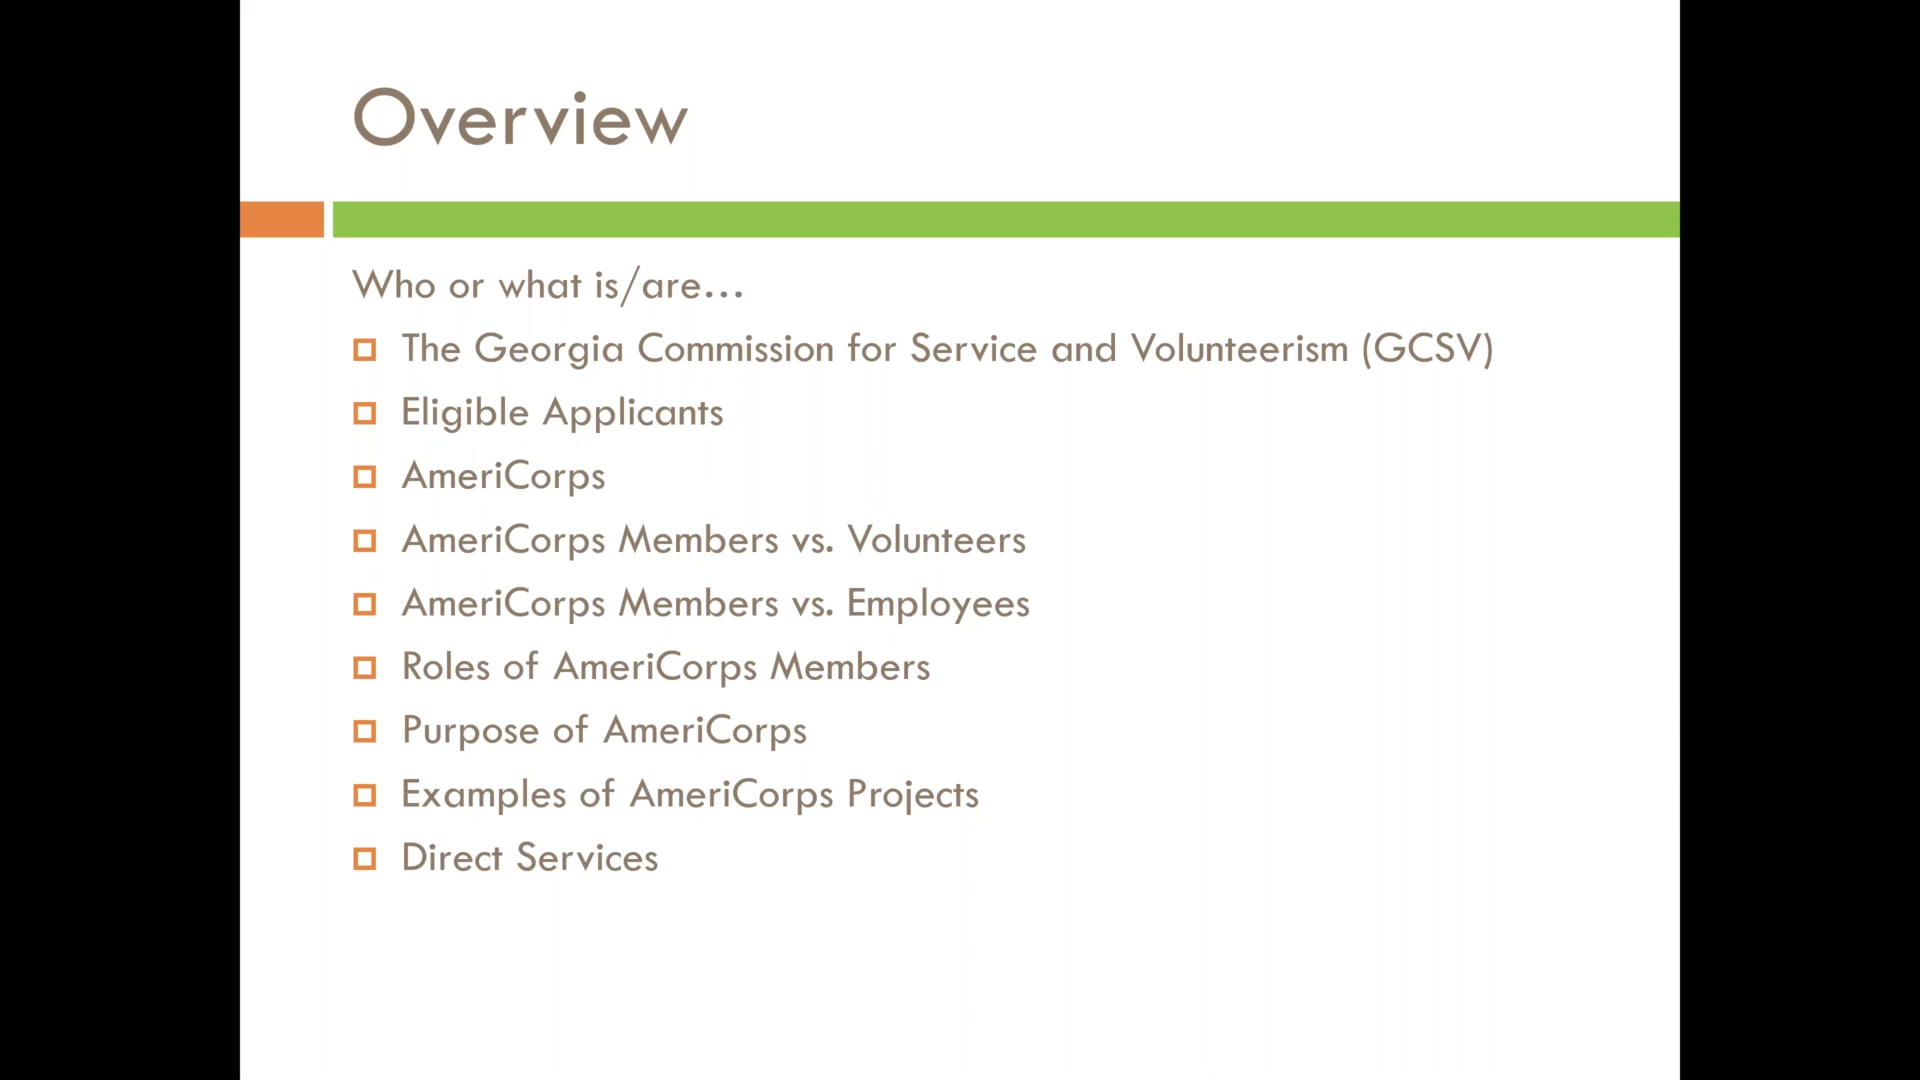 Overview
Who or what is/are...
The Georgia Commission for Service and Volunteerism (GCSV)
Eligible Applicants
AmeriCorps
AmeriCorps Members vs. Volunteers
AmeriCorps Members vs. Employees
Roles of AmeriCorps Members
Purpose of AmeriCorps
Examples of AmeriCorps Projects
Direct Services